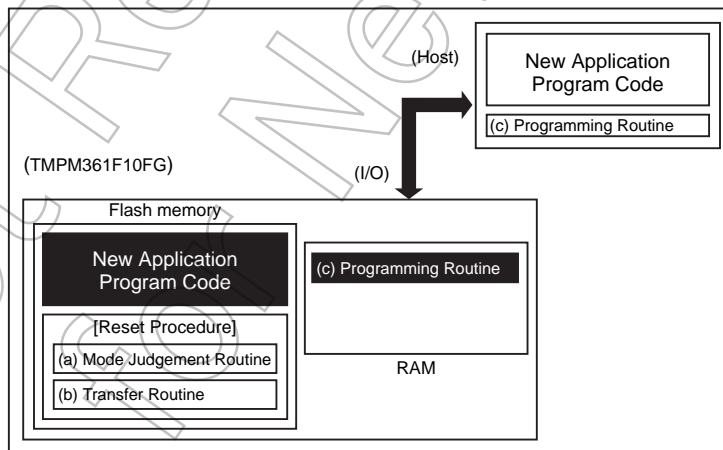 (Host)
New Application
Program Code
(c) Programming Routine
(TMPM361F10FG)
(I/O)
Flash memory
New Application
Program Code
(c) Programming Routine
[Reset Procedure]
(a) Mode Judgement Routine
(b) Transfer Routine
RAM